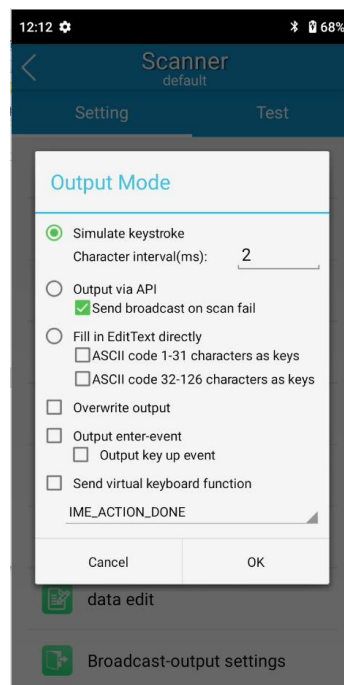 12:12 68%
Scanner
default
Setting Test
Output Mode
Simulate keystroke
Character interval(ms): 2
Output via API
Send broadcast on scan fail
Fill in EditText directly
ASCII code 1-31 characters as keys
ASCII code 32-126 characters as keys
Overwrite output
Output enter-event
Output key up event
Send virtual keyboard function
IME_ACTION_DONE
Cancel OK
data edit
Broadcast-output settings